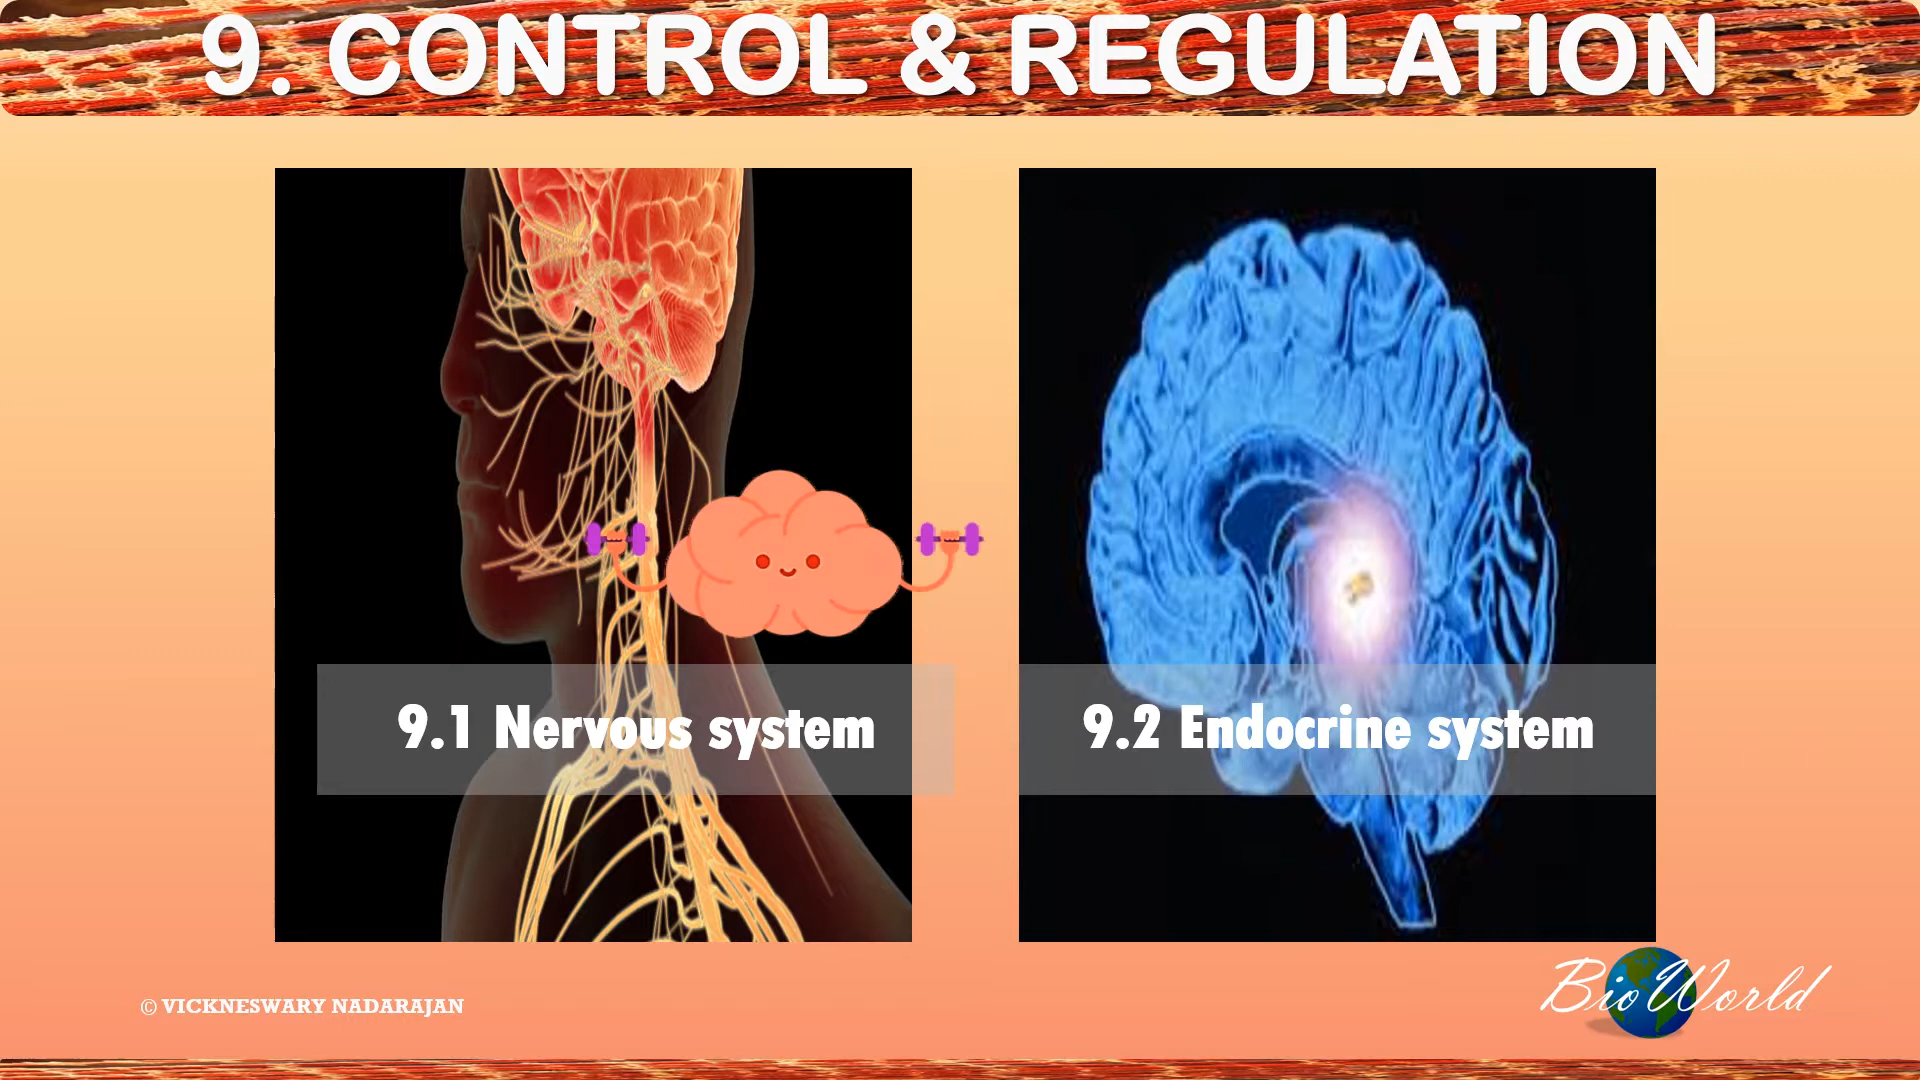 9. CONTROL & REGULATION
9.1 Nervous system
9.2 Endocrine system
© VICKNESWARY NADARAJAN
BioWorld